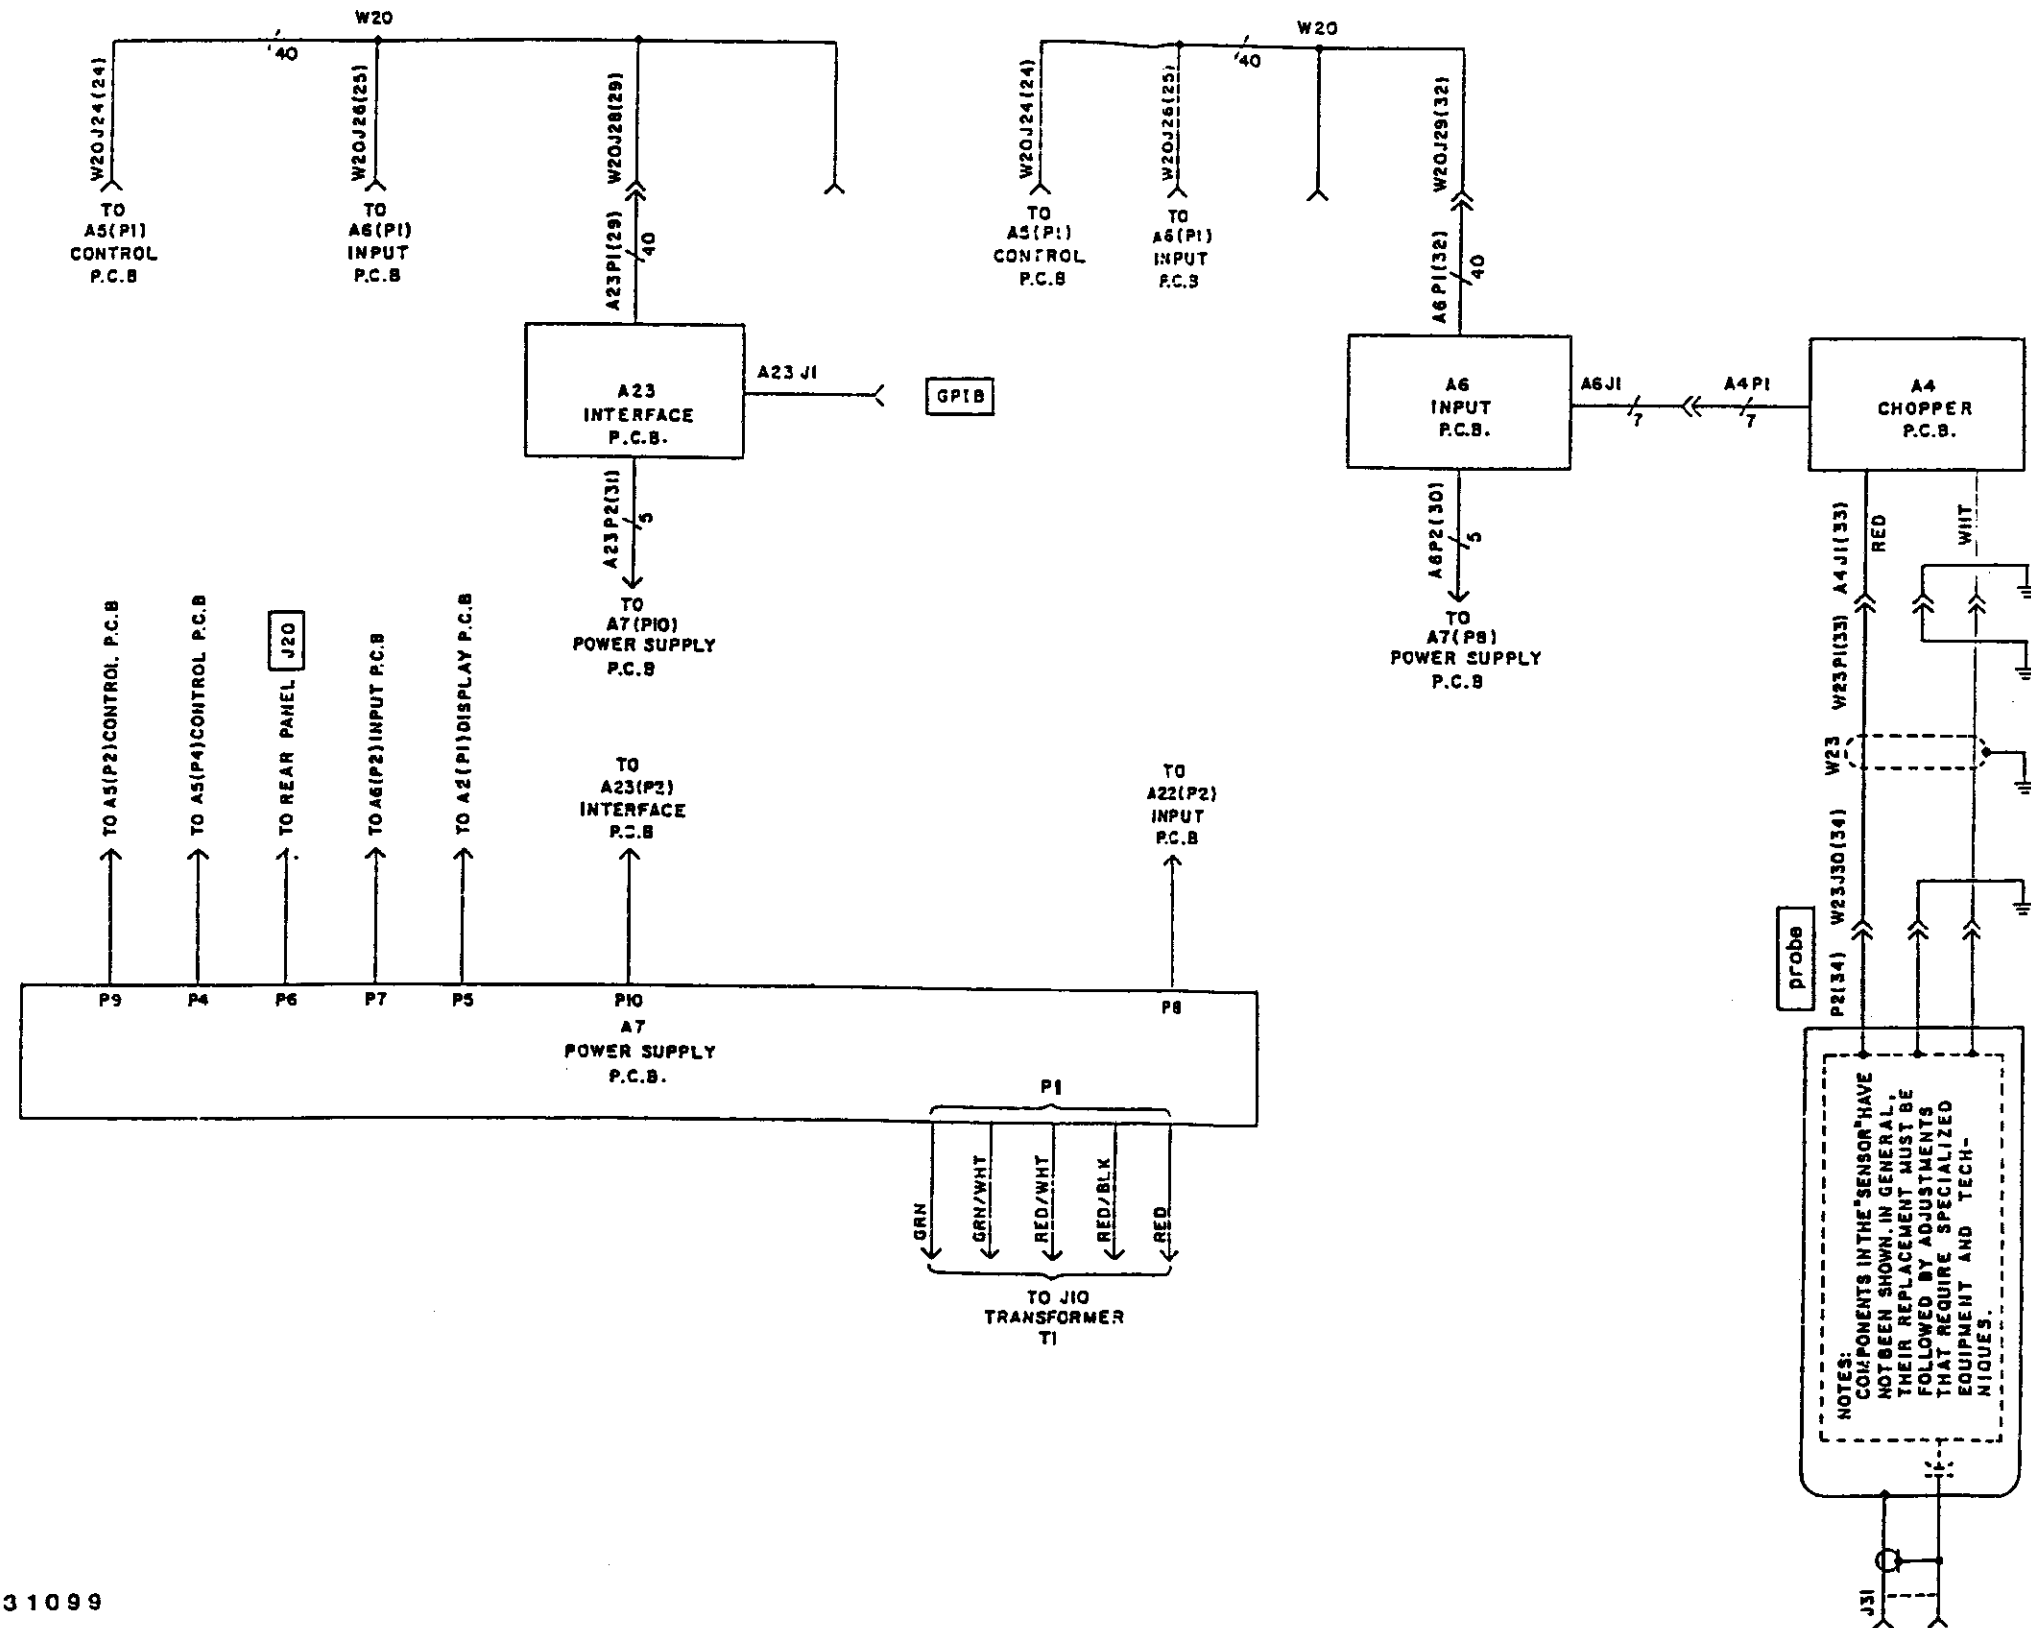 W20
40
W20J24(24)
W20J26(25)
W20J28(29)
TO
A5(P1)
CONTROL
P.C.B
TO
A6(P1)
INPUT
P.C.B
A23P1(29)
40
A23
INTERFACE
P.C.B.
A23 J1
GPIB
A23P2(31)
5
TO
A7(P10)
POWER SUPPLY
P.C.B
W20
40
W20J24(24)
W20J26(25)
W20J29(32)
TO
A5(P1)
CONTROL
P.C.B
TO
A6(P1)
INPUT
P.C.B
A6P1(32)
40
A6
INPUT
P.C.B.
A6J1
7
A4P1
7
A4
CHOPPER
P.C.B.
A6P2(30)
5
TO
A7(P8)
POWER SUPPLY
P.C.B
A4J1(33)
RED
WHT
W23P1(33)
W23
W23J30(34)
probe
P2(34)
TO A5(P2)CONTROL P.C.B
TO A5(P4)CONTROL P.C.B
TO REAR PANEL J20
TO A6(P2)INPUT P.C.B
TO A2(P1)DISPLAY P.C.B
TO
A23(P2)
INTERFACE
P.C.B
TO
A22(P2)
INPUT
P.C.B
P9
P4
P6
P7
P5
P10
P8
A7
POWER SUPPLY
P.C.B.
P1
GRN
GRN/WHT
RED/WHT
RED/BLK
RED
TO J10
TRANSFORMER
T1
NOTES:
COMPONENTS IN THE "SENSOR" HAVE
NOT BEEN SHOWN. IN GENERAL,
THEIR REPLACEMENT MUST BE
FOLLOWED BY ADJUSTMENTS
THAT REQUIRE SPECIALIZED
EQUIPMENT AND TECH-
NIQUES.
J31
31099